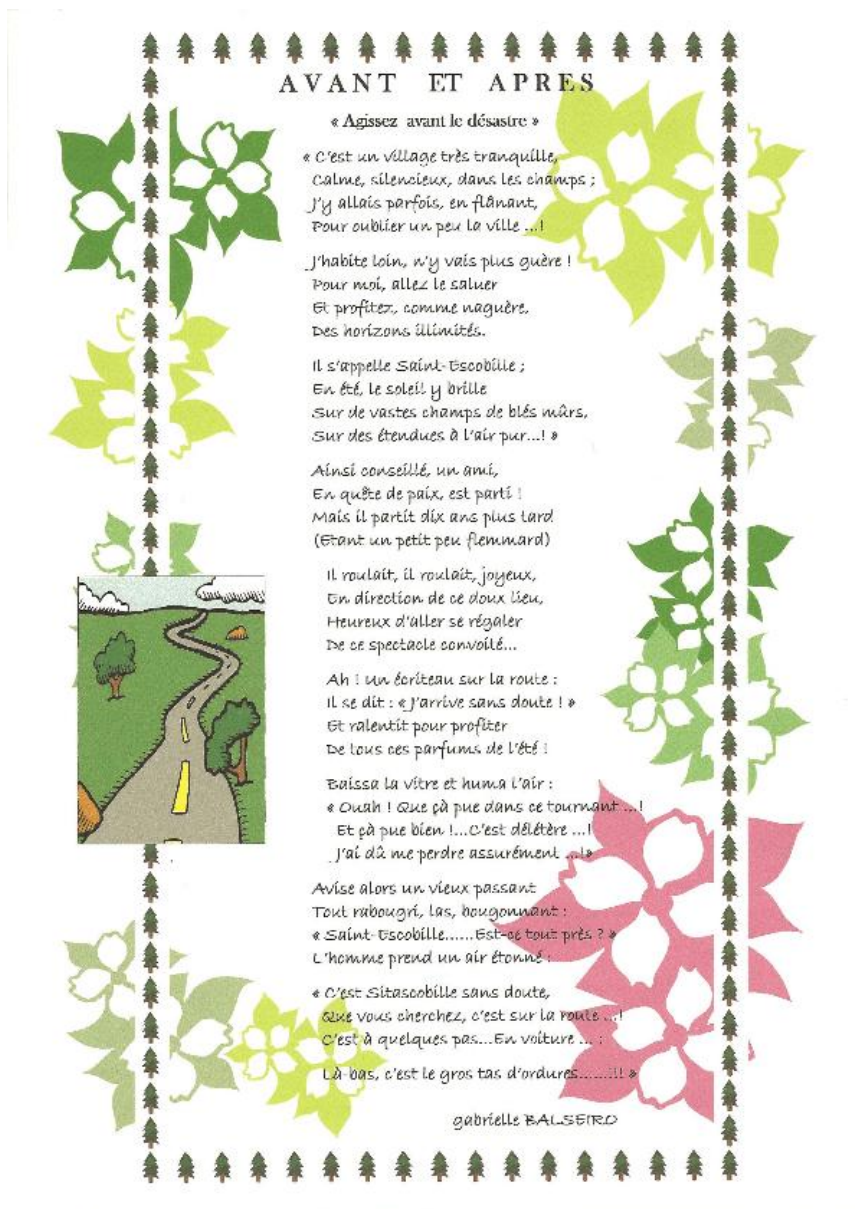 AVANT ET APRES
« Agissez avant le désastre »
« C'est un village très tranquille,
Calme, silencieux, dans les champs ;
J'y allais parfois, en flânant,
Pour oublier un peu la ville ...!
J'habite loin, n'y vais plus guère !
Pour moi, allez le saluer
Et profitez, comme naguère,
Des horizons illimités.
Il s'appelle Saint-Escobille ;
En été, le soleil y brille
Sur de vastes champs de blés mûrs,
Sur des étendues à l'air pur...! »
Ainsi conseillé, un ami,
En quête de paix, est parti !
Mais il partit dix ans plus tard
(Etant un petit peu flemmard)
Il roulait, il roulait, joyeux,
En direction de ce doux lieu,
Heureux d'aller se régaler
De ce spectacle convoité...
Ah ! un écriteau sur la route :
Il se dit : « J'arrive sans doute ! »
Et ralentit pour profiter
De tous ces parfums de l'été !
Baissa la vitre et huma l'air :
« Ouah ! Que çà pue dans ce tournant ...!
Et çà pue bien !...C'est délétère ...!
J'ai dû me perdre assurément ...!»
Avise alors un vieux passant
Tout rabougri, las, bougonnant :
« Saint-Escobille......Est-ce tout près ? »
L'homme prend un air étonné :
« C'est Sitascobille sans doute,
Que vous cherchez, c'est sur la route ...!
C'est à quelques pas...En voiture ... :
Là-bas, c'est le gros tas d'ordures........!!! »
gabrielle BALSEIRO